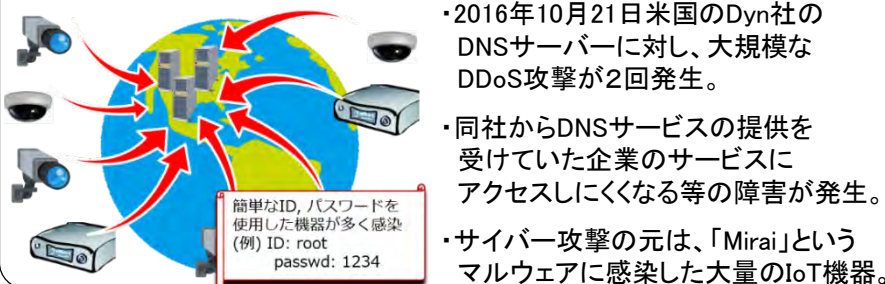 ・2016年10月21日米国のDyn社の
DNSサーバーに対し、大規模な
DDoS攻撃が２回発生。
・同社からDNSサービスの提供を
受けていた企業のサービスに
アクセスしにくくなる等の障害が発生。
・サイバー攻撃の元は、「Mirai」という
マルウェアに感染した大量のIoT機器。
簡単なID, パスワードを
使用した機器が多く感染
(例) ID: root
passwd: 1234